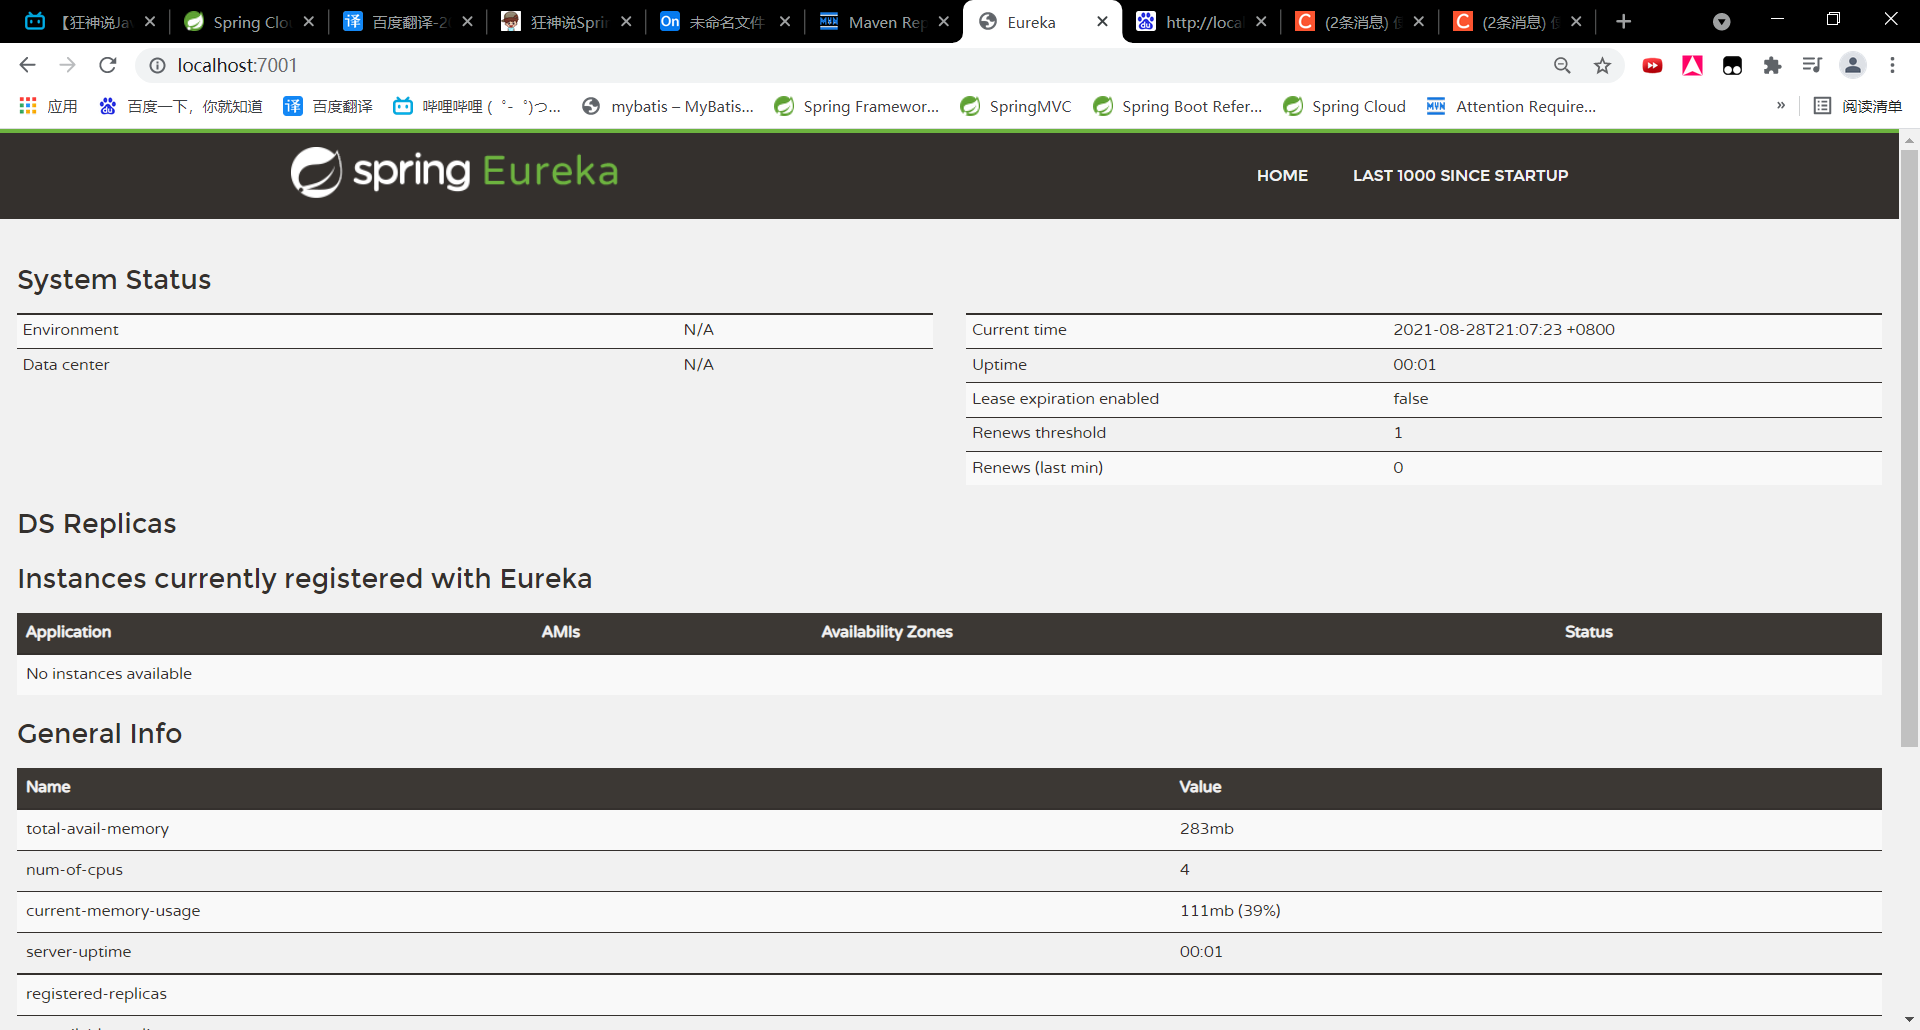 【狂神说Ja
Spring Clo
百度翻译-2
狂神说Sprin
未命名文件
Maven Rep
Eureka
http://loca
(2条消息)
(2条消息)
localhost:7001
应用
百度一下，你就知道
译 百度翻译
哔哩哔哩 ( ゜- ゜)つ...
mybatis – MyBatis...
Spring Framewor...
SpringMVC
Spring Boot Refer...
Spring Cloud
MVN Attention Require...
»
阅读清单
spring Eureka
HOME
LAST 1000 SINCE STARTUP
System Status
Environment N/A
Data center N/A
Current time 2021-08-28T21:07:23 +0800
Uptime 00:01
Lease expiration enabled false
Renews threshold 1
Renews (last min) 0
DS Replicas
Instances currently registered with Eureka
Application AMIs Availability Zones Status
No instances available
General Info
Name Value
total-avail-memory 283mb
num-of-cpus 4
current-memory-usage 111mb (39%)
server-uptime 00:01
registered-replicas